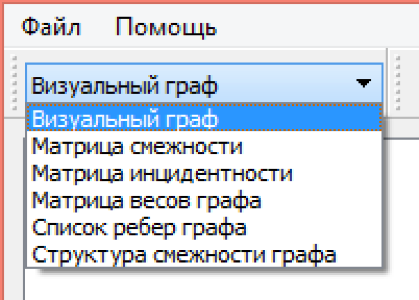 Файл Помощь
Визуальный граф
Визуальный граф
Матрица смежности
Матрица инцидентности
Матрица весов графа
Список ребер графа
Структура смежности графа